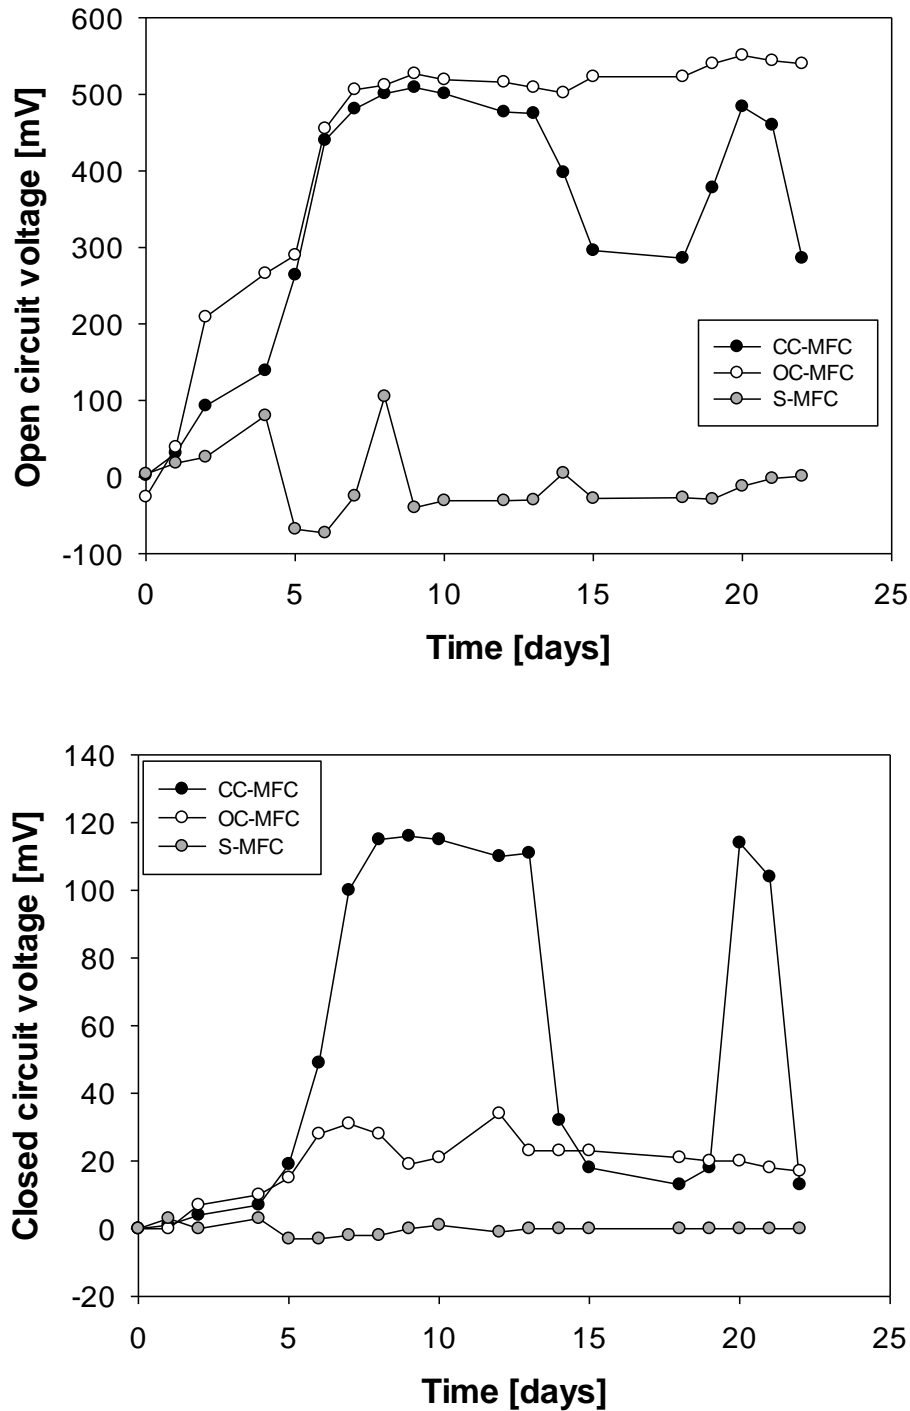 600
500
400
300
200
100
0
-100
Open circuit voltage [mV]
CC-MFC
OC-MFC
S-MFC
0 5 10 15 20 25
Time [days]
140
120
100
80
60
40
20
0
-20
Closed circuit voltage [mV]
CC-MFC
OC-MFC
S-MFC
0 5 10 15 20 25
Time [days]